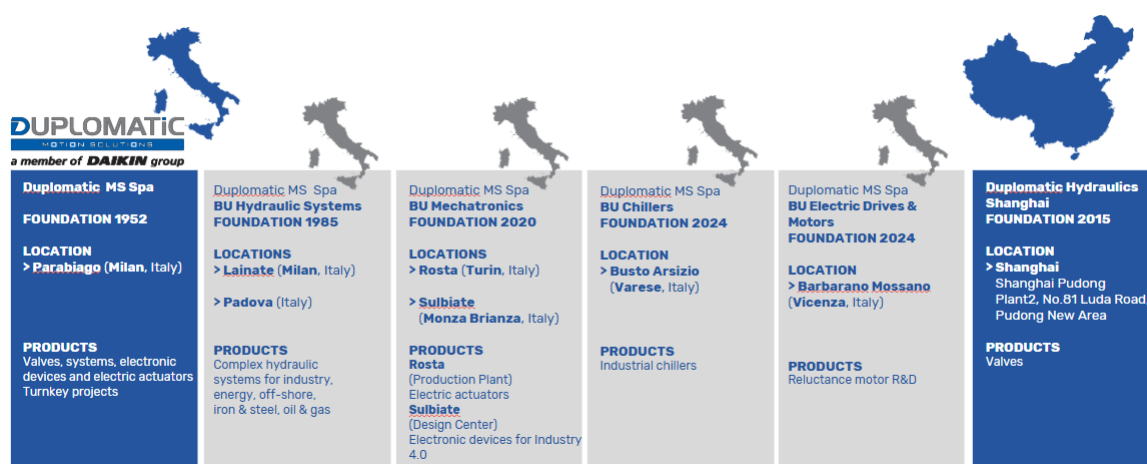 DUPLOMATIC
MOTION SOLUTIONS
a member of DAIKIN group
Duplomatic MS Spa
FOUNDATION 1952
LOCATION
> Parabiago (Milan, Italy)
PRODUCTS
Valves, systems, electronic
devices and electric actuators
Turnkey projects
Duplomatic MS Spa
BU Hydraulic Systems
FOUNDATION 1985
LOCATIONS
> Lainate (Milan, Italy)
> Padova (Italy)
PRODUCTS
Complex hydraulic
systems for industry,
energy, off-shore,
iron & steel, oil & gas
Duplomatic MS Spa
BU Mechatronics
FOUNDATION 2020
LOCATIONS
> Rosta (Turin, Italy)
> Sulbiate
(Monza Brianza, Italy)
PRODUCTS
Rosta
(Production Plant)
Electric actuators
Sulbiate
(Design Center)
Electronic devices for Industry
4.0
Duplomatic MS Spa
BU Chillers
FOUNDATION 2024
LOCATION
> Busto Arsizio
(Varese, Italy)
PRODUCTS
Industrial chillers
Duplomatic MS Spa
BU Electric Drives &
Motors
FOUNDATION 2024
LOCATION
> Barbarano Mossano
(Vicenza, Italy)
PRODUCTS
Reluctance motor R&D
Duplomatic Hydraulics
Shanghai
FOUNDATION 2015
LOCATION
> Shanghai
Shanghai Pudong
Plant2, No.81 Luda Road
Pudong New Area
PRODUCTS
Valves